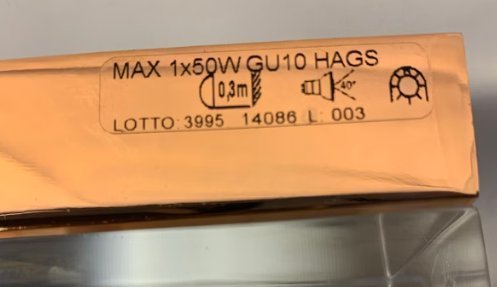 MAX 1x50W GU10 HAGS
0,3m 40°
LOTTO: 3995 14086 L: 003